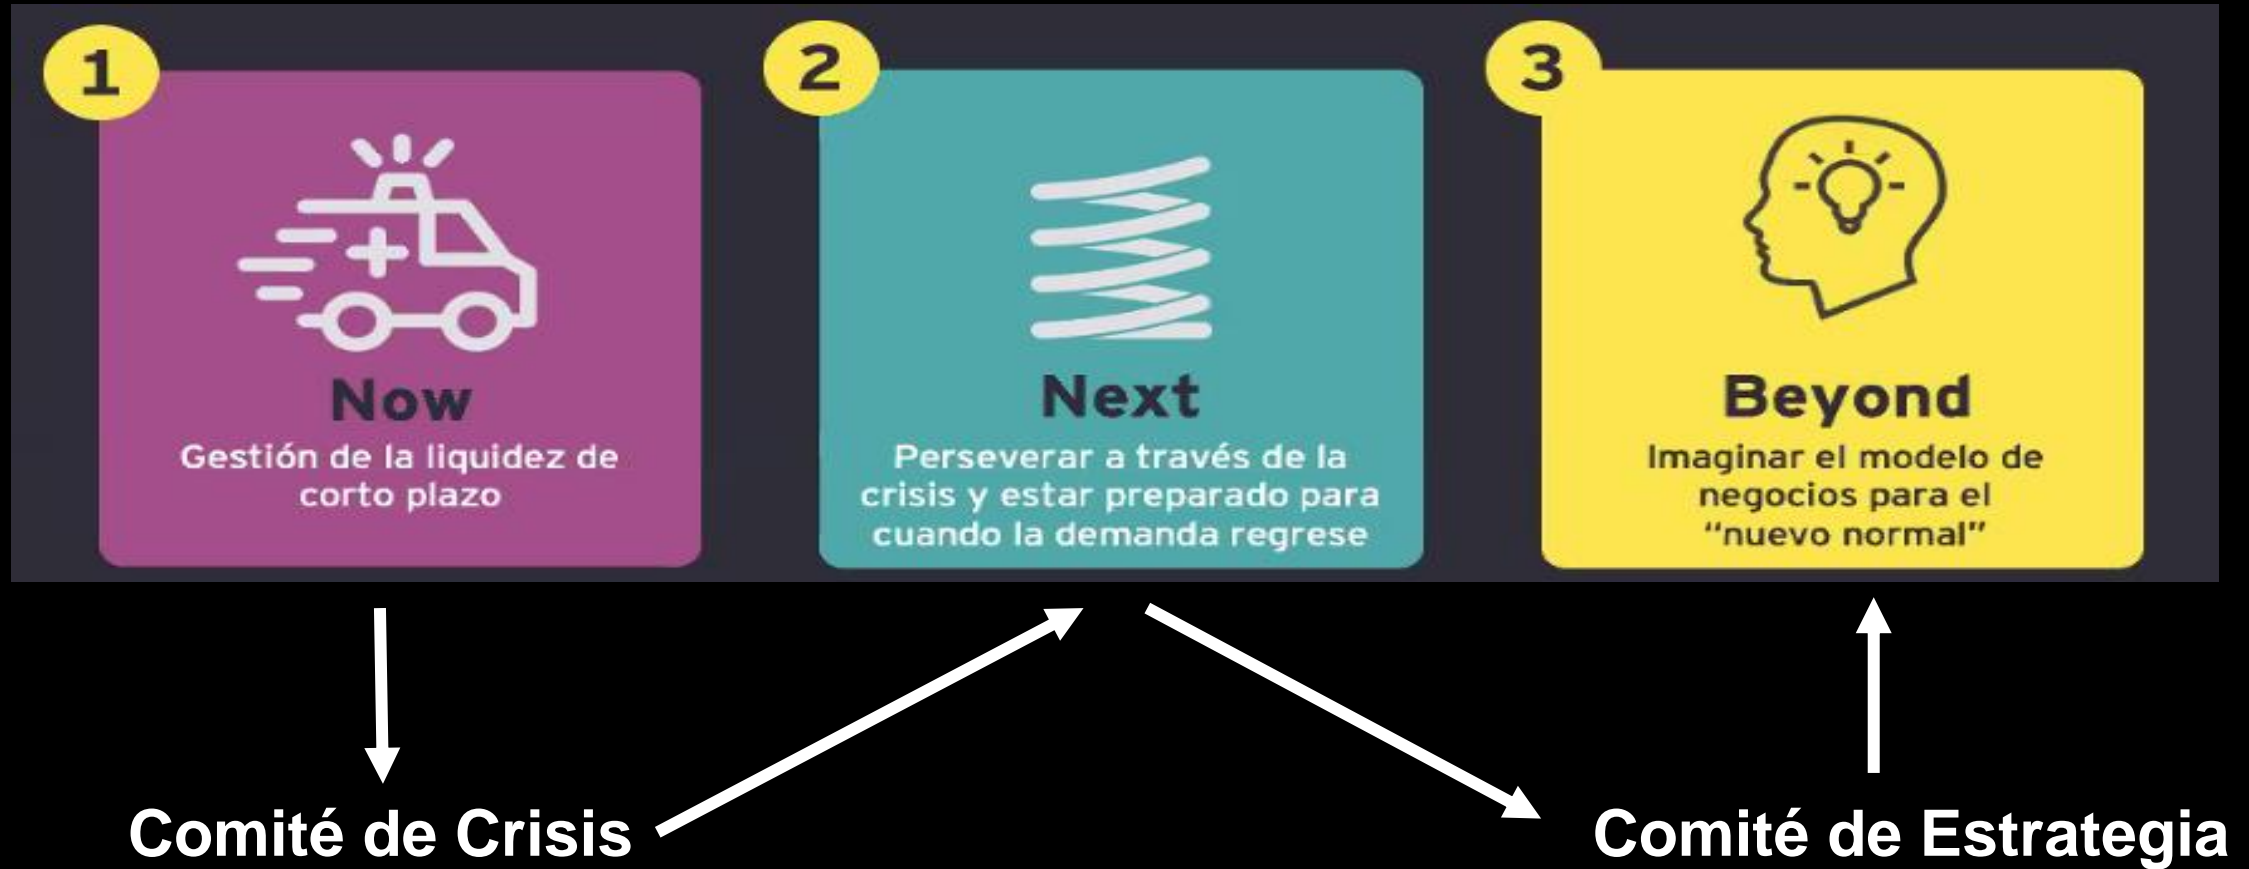 1
Now
Gestión de la liquidez de
corto plazo
2
Next
Perseverar a través de la
crisis y estar preparado para
cuando la demanda regrese
3
Beyond
Imaginar el modelo de
negocios para el
“nuevo normal”
Comité de Crisis
Comité de Estrategia